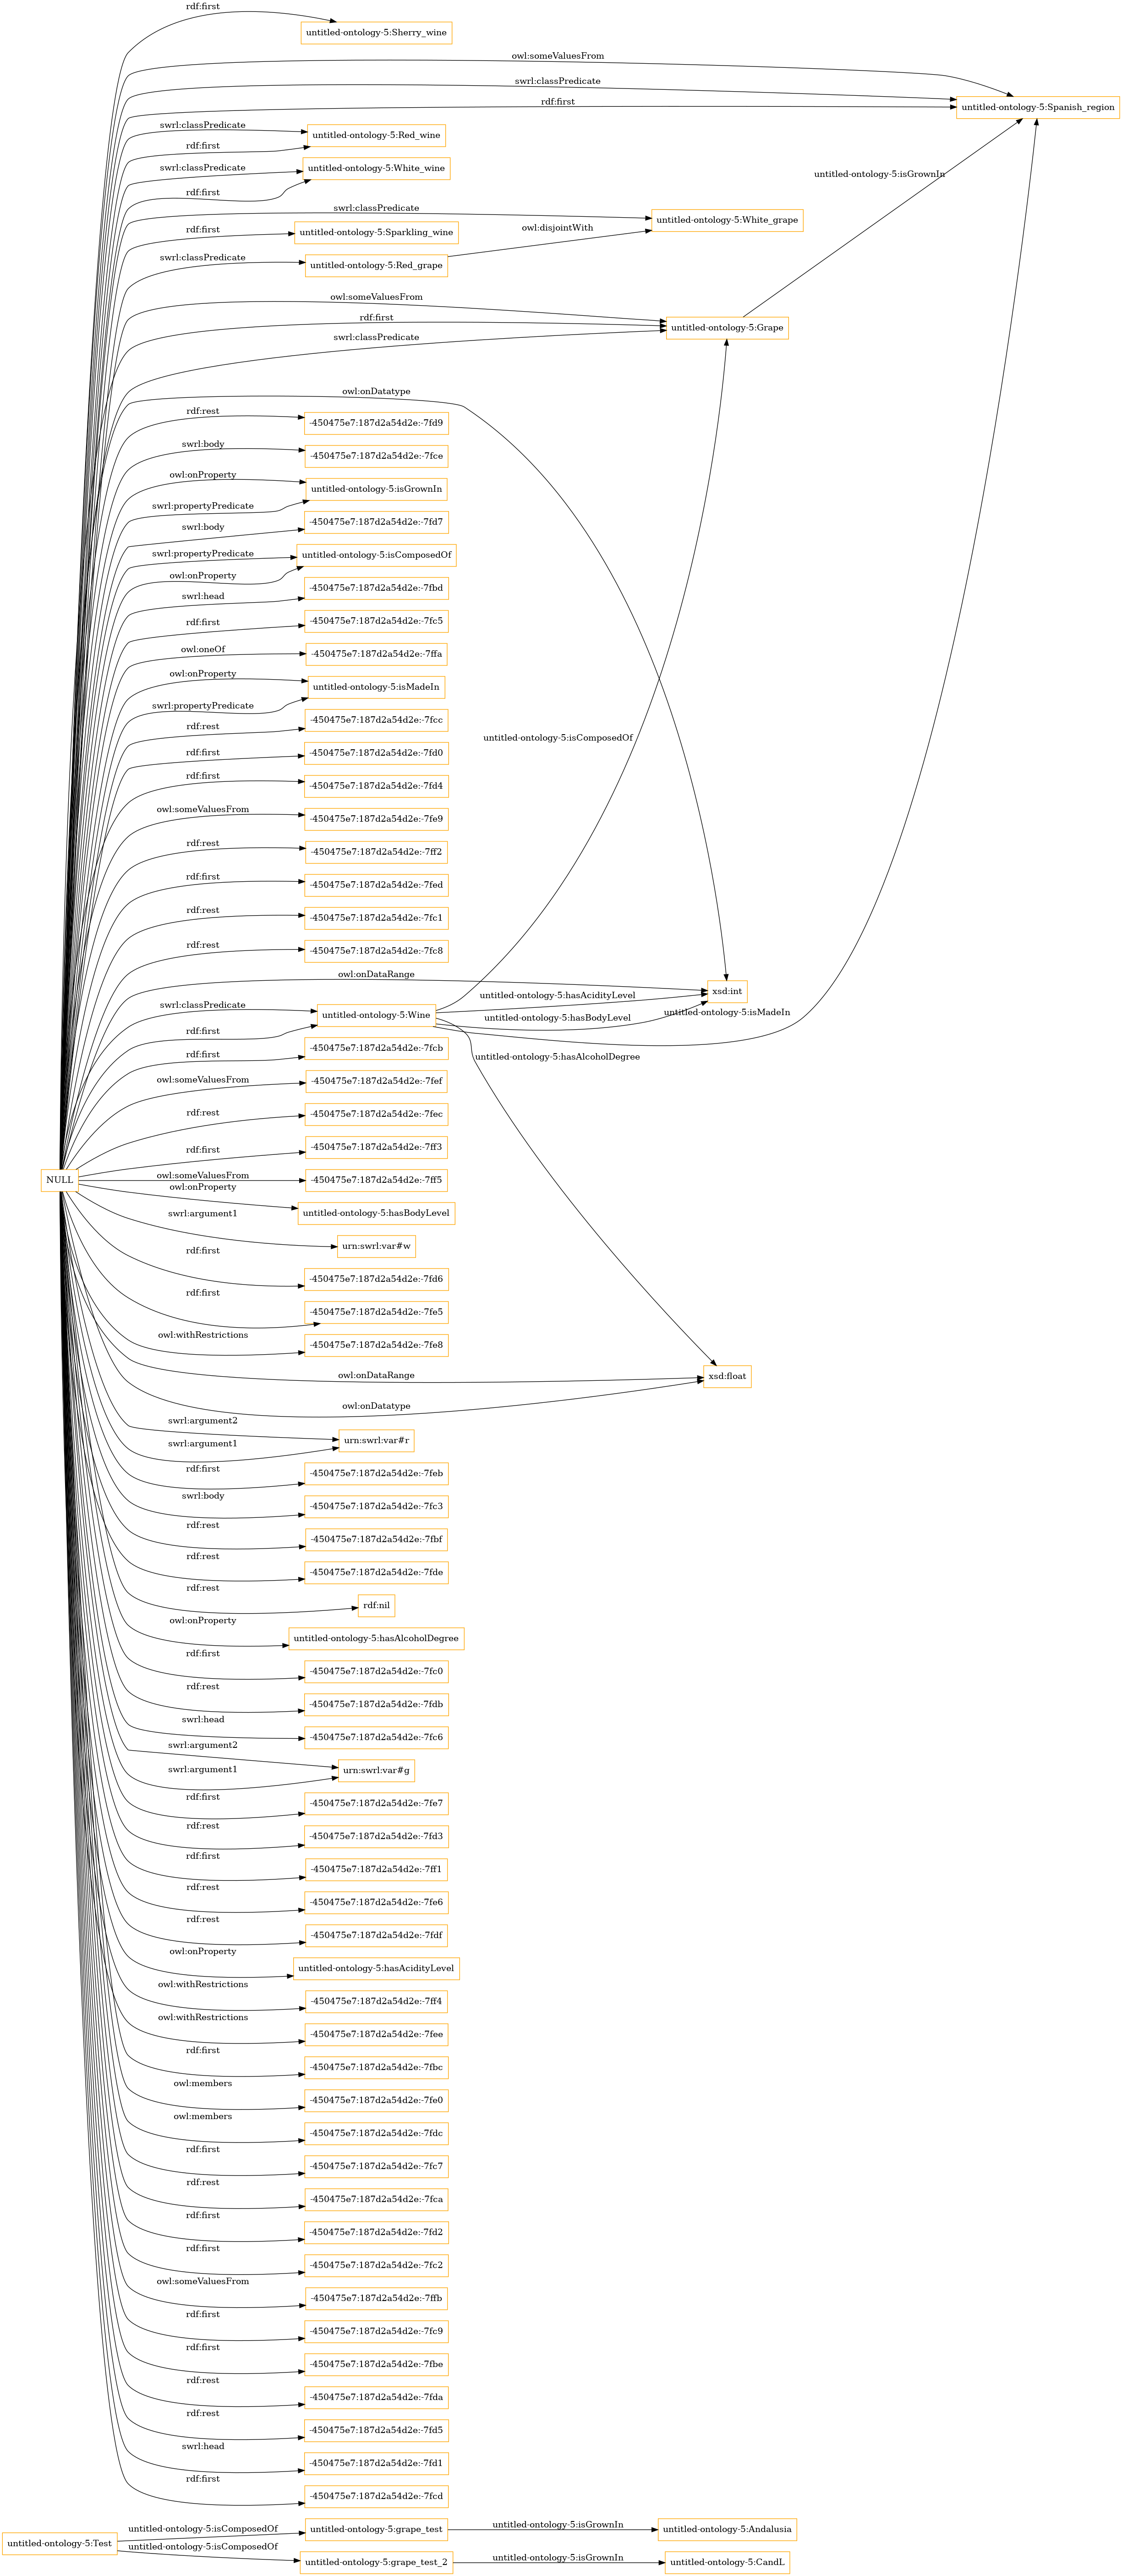 rdf:first
untitled-ontology-5:Sherry_wine
owl:someValuesFrom
swrl:classPredicate
rdf:first
untitled-ontology-5:Spanish_region
swrl:classPredicate
untitled-ontology-5:Red_wine
rdf:first
swrl:classPredicate
untitled-ontology-5:White_wine
untitled-ontology-5:isGrownIn
rdf:first
swrl:classPredicate
untitled-ontology-5:White_grape
rdf:first
untitled-ontology-5:Sparkling_wine
owl:disjointWith
swrl:classPredicate
untitled-ontology-5:Red_grape
owl:someValuesFrom
rdf:first
untitled-ontology-5:Grape
swrl:classPredicate
owl:onDatatype
rdf:rest
-450475e7:187d2a54d2e:-7fd9
swrl:body
-450475e7:187d2a54d2e:-7fce
owl:onProperty
untitled-ontology-5:isGrownIn
swrl:propertyPredicate
swrl:body
-450475e7:187d2a54d2e:-7fd7
swrl:propertyPredicate
untitled-ontology-5:isComposedOf
owl:onProperty
swrl:head
-450475e7:187d2a54d2e:-7fbd
rdf:first
-450475e7:187d2a54d2e:-7fc5
owl:oneOf
-450475e7:187d2a54d2e:-7ffa
owl:onProperty
untitled-ontology-5:isMadeIn
swrl:propertyPredicate
rdf:rest
-450475e7:187d2a54d2e:-7fcc
untitled-ontology-5:isComposedOf
rdf:first
-450475e7:187d2a54d2e:-7fd0
rdf:first
-450475e7:187d2a54d2e:-7fd4
owl:someValuesFrom
-450475e7:187d2a54d2e:-7fe9
rdf:rest
-450475e7:187d2a54d2e:-7ff2
rdf:first
-450475e7:187d2a54d2e:-7fed
rdf:rest
-450475e7:187d2a54d2e:-7fc1
rdf:rest
-450475e7:187d2a54d2e:-7fc8
owl:onDataRange
xsd:int
untitled-ontology-5:hasAcidityLevel
swrl:classPredicate
untitled-ontology-5:Wine
untitled-ontology-5:hasBodyLevel
untitled-ontology-5:isMadeIn
rdf:first
rdf:first
-450475e7:187d2a54d2e:-7fcb
untitled-ontology-5:hasAlcoholDegree
owl:someValuesFrom
-450475e7:187d2a54d2e:-7fef
rdf:rest
-450475e7:187d2a54d2e:-7fec
rdf:first
-450475e7:187d2a54d2e:-7ff3
NULL
owl:someValuesFrom
-450475e7:187d2a54d2e:-7ff5
owl:onProperty
untitled-ontology-5:hasBodyLevel
swrl:argument1
urn:swrl:var#w
rdf:first
-450475e7:187d2a54d2e:-7fd6
rdf:first
-450475e7:187d2a54d2e:-7fe5
owl:withRestrictions
-450475e7:187d2a54d2e:-7fe8
owl:onDataRange
xsd:float
owl:onDatatype
swrl:argument2
urn:swrl:var#r
swrl:argument1
rdf:first
-450475e7:187d2a54d2e:-7feb
swrl:body
-450475e7:187d2a54d2e:-7fc3
rdf:rest
-450475e7:187d2a54d2e:-7fbf
rdf:rest
-450475e7:187d2a54d2e:-7fde
rdf:rest
rdf:nil
owl:onProperty
untitled-ontology-5:hasAlcoholDegree
rdf:first
-450475e7:187d2a54d2e:-7fc0
rdf:rest
-450475e7:187d2a54d2e:-7fdb
swrl:head
-450475e7:187d2a54d2e:-7fc6
swrl:argument2
urn:swrl:var#g
swrl:argument1
rdf:first
-450475e7:187d2a54d2e:-7fe7
rdf:rest
-450475e7:187d2a54d2e:-7fd3
rdf:first
-450475e7:187d2a54d2e:-7ff1
rdf:rest
-450475e7:187d2a54d2e:-7fe6
rdf:rest
-450475e7:187d2a54d2e:-7fdf
owl:onProperty
untitled-ontology-5:hasAcidityLevel
owl:withRestrictions
-450475e7:187d2a54d2e:-7ff4
owl:withRestrictions
-450475e7:187d2a54d2e:-7fee
rdf:first
-450475e7:187d2a54d2e:-7fbc
owl:members
-450475e7:187d2a54d2e:-7fe0
owl:members
-450475e7:187d2a54d2e:-7fdc
rdf:first
-450475e7:187d2a54d2e:-7fc7
rdf:rest
-450475e7:187d2a54d2e:-7fca
rdf:first
-450475e7:187d2a54d2e:-7fd2
rdf:first
-450475e7:187d2a54d2e:-7fc2
owl:someValuesFrom
-450475e7:187d2a54d2e:-7ffb
rdf:first
-450475e7:187d2a54d2e:-7fc9
rdf:first
-450475e7:187d2a54d2e:-7fbe
rdf:rest
-450475e7:187d2a54d2e:-7fda
rdf:rest
-450475e7:187d2a54d2e:-7fd5
swrl:head
-450475e7:187d2a54d2e:-7fd1
rdf:first
-450475e7:187d2a54d2e:-7fcd
untitled-ontology-5:Test
untitled-ontology-5:isComposedOf
untitled-ontology-5:grape_test
untitled-ontology-5:isGrownIn
untitled-ontology-5:Andalusia
untitled-ontology-5:isComposedOf
untitled-ontology-5:grape_test_2
untitled-ontology-5:isGrownIn
untitled-ontology-5:CandL